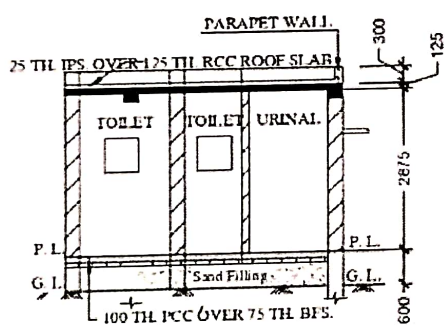 PARAPET WALL
25 TH. IPS. OVER 125 TH. RCC ROOF SLAB
300
125
TOILET
TOILET
URINAL
2875
P. L.
P. L.
G. L.
Sand Filling
G. L.
600
100 TH. PCC OVER 75 TH. BFS.